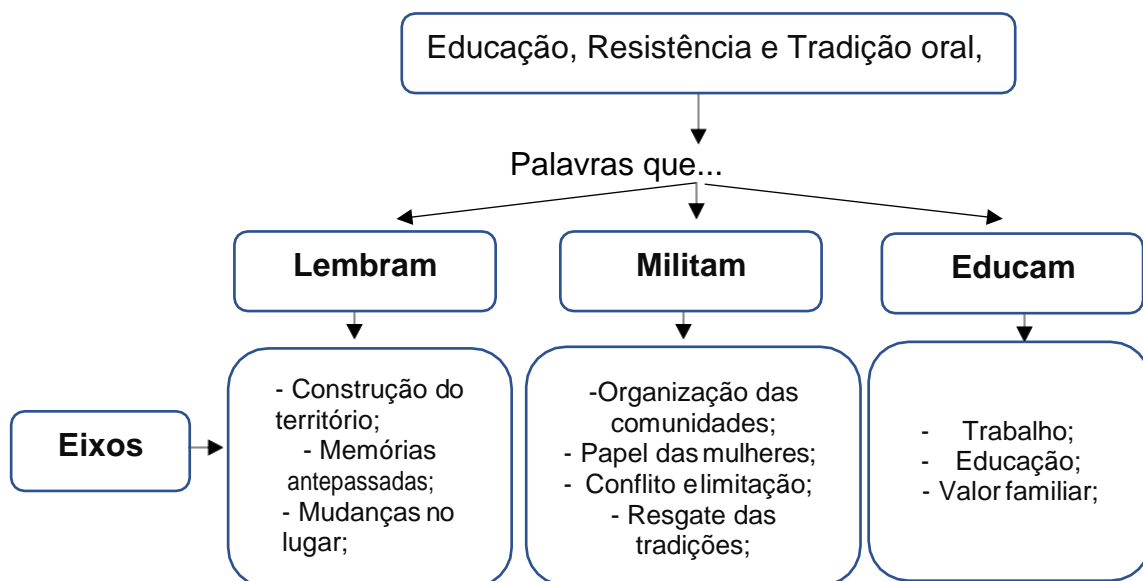 Educação, Resistência e Tradição oral,
Palavras que...
Lembram
Militam
Educam
Eixos
- Construção do
território;
- Memórias
antepassadas;
- Mudanças no
lugar;
-Organização das
comunidades;
- Papel das mulheres;
- Conflito e limitação;
- Resgate das
tradições;
- Trabalho;
- Educação;
- Valor familiar;